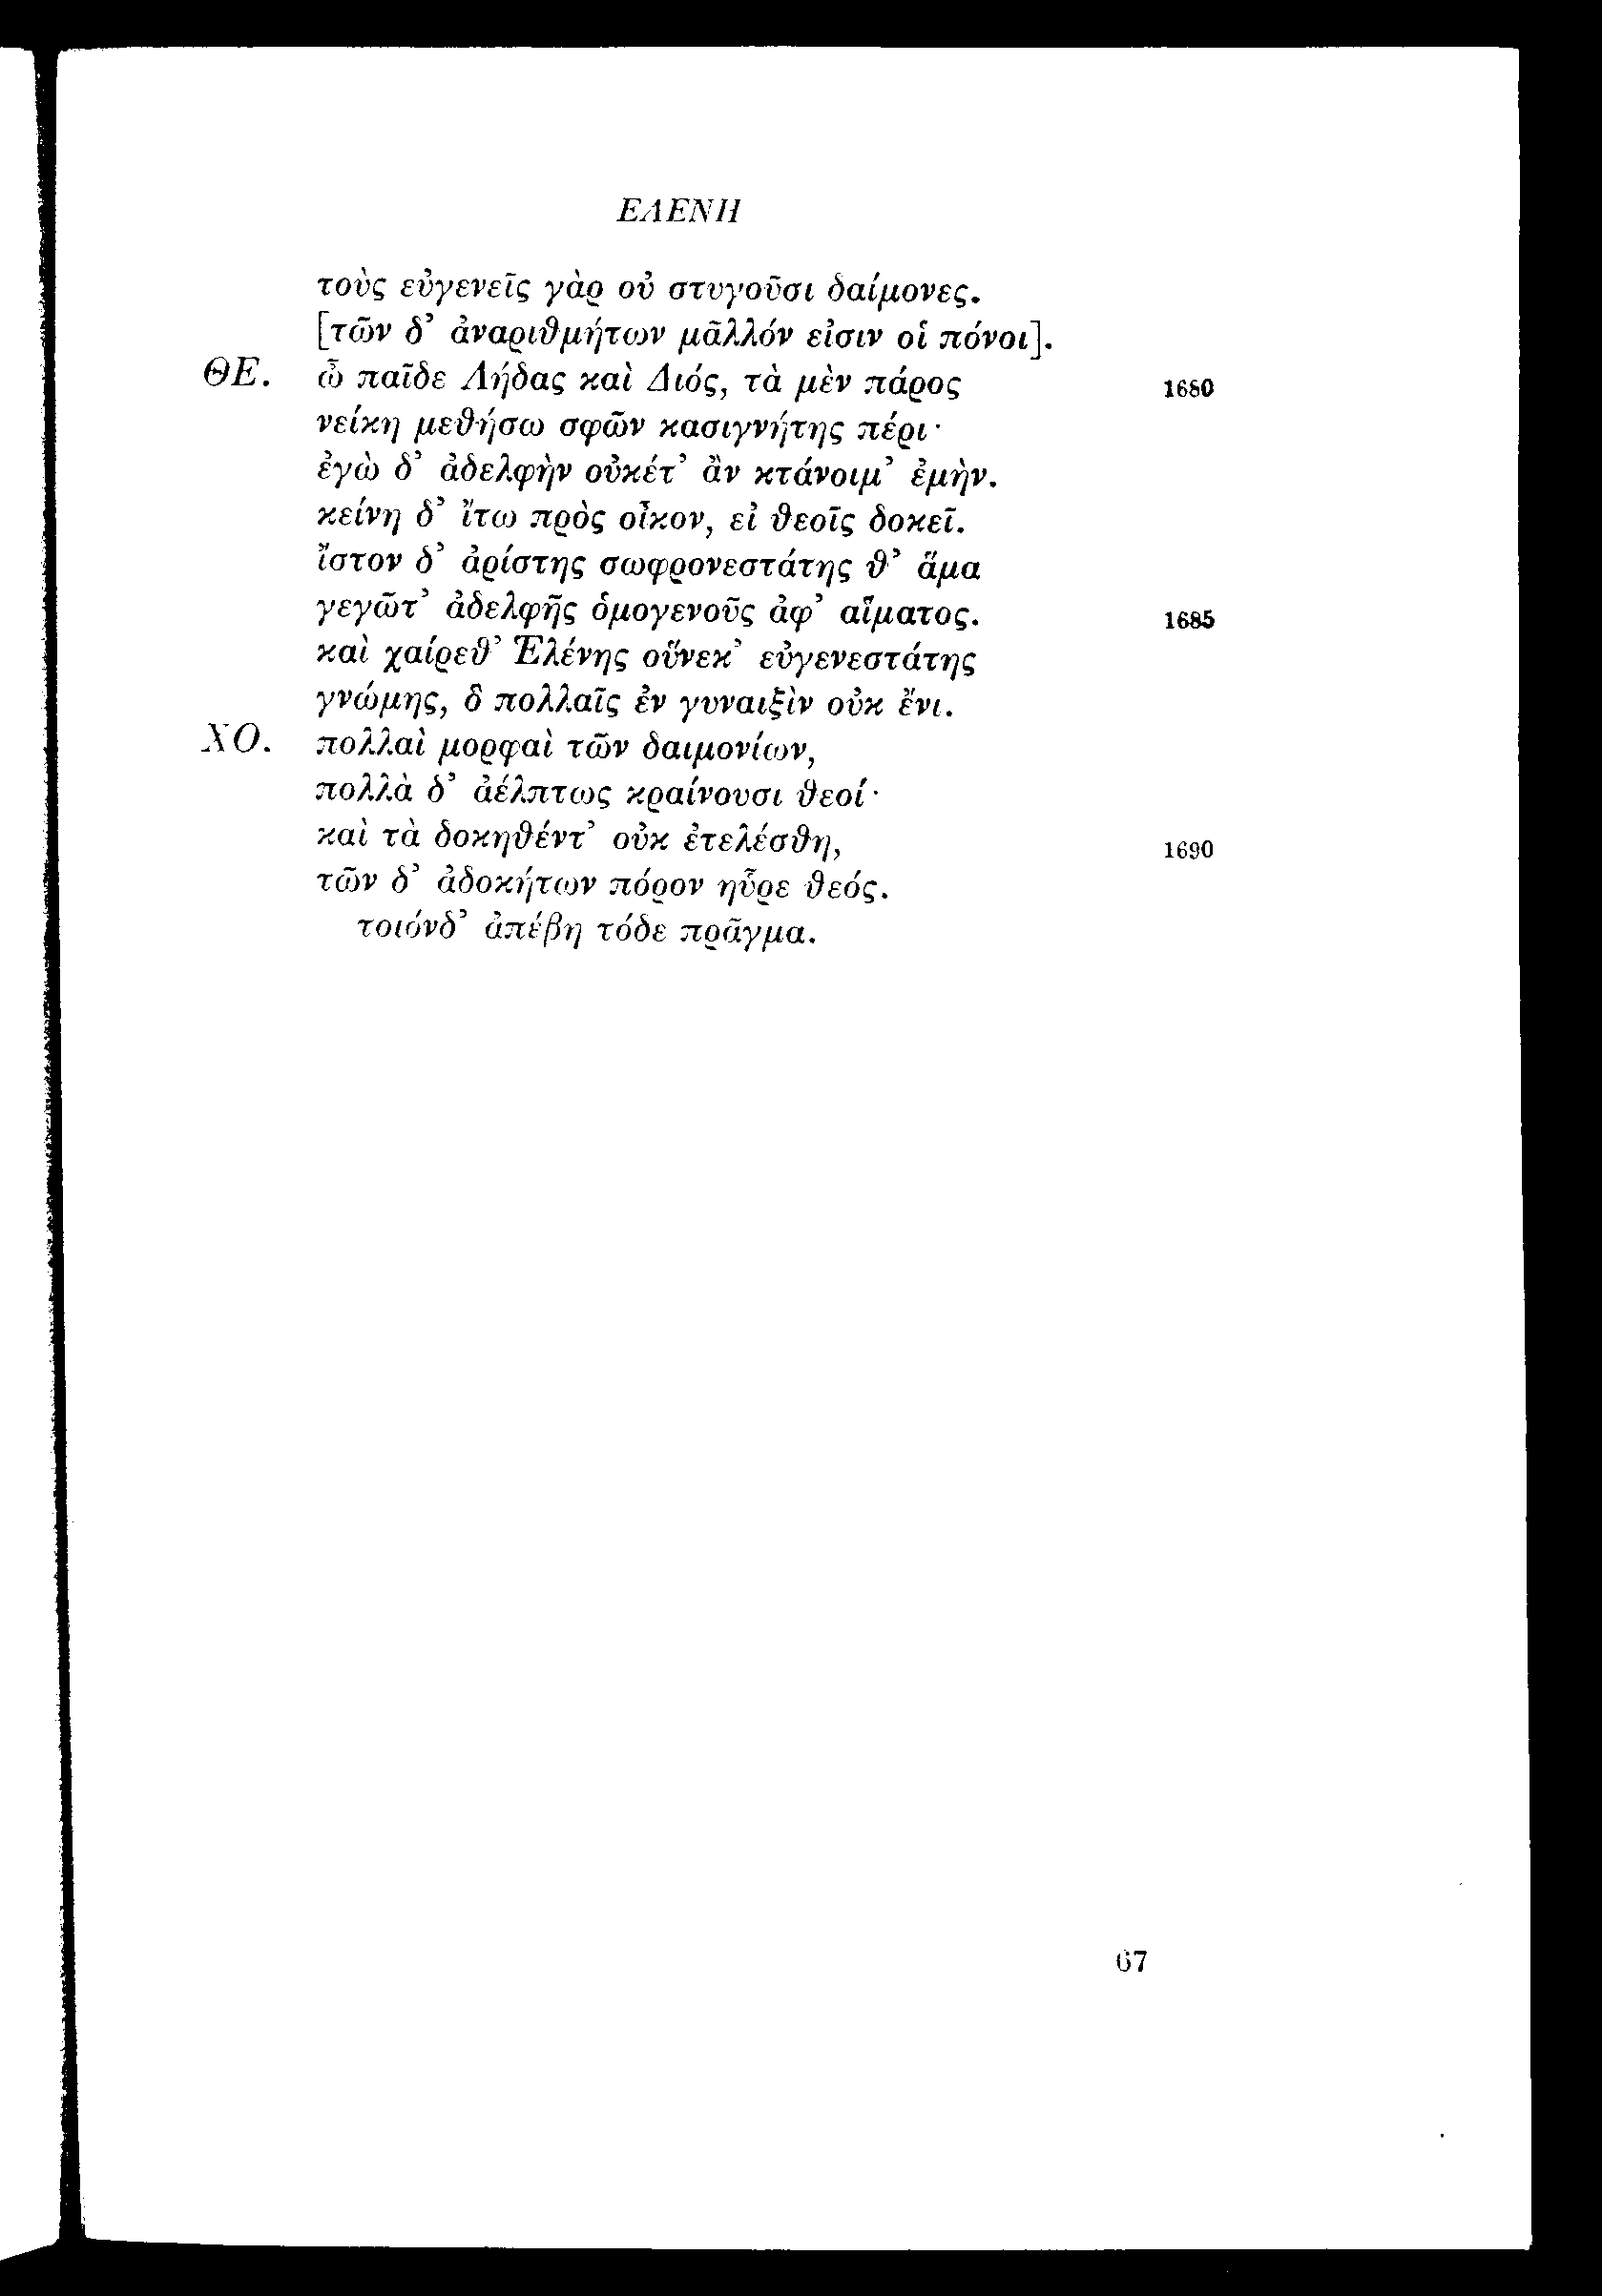 ΕΛΕΝΗ
τοὺς εὐγενεῖς γὰρ οὐ στυγοῦσι δαίμονες.
[τῶν δ’ ἀναριθμήτων μᾶλλόν εἰσιν οἱ πόνοι].
ΘΕ. ὦ παῖδε Λήδας καὶ Διός, τὰ μὲν πάρος 1680
νείκη μεθήσω σφῶν κασιγνήτης πέρι·
ἐγὼ δ’ ἀδελφὴν οὐκέτ’ ἂν κτάνοιμ’ ἐμὴν.
κείνη δ’ ἴτω πρὸς οἶκον, εἰ θεοῖς δοκεῖ.
ἴστον δ’ ἀρίστης σωφρονεστάτης θ’ ἅμα
γεγῶτ’ ἀδελφῆς ὁμογενοῦς ἀφ’ αἵματος. 1685
καὶ χαίρεθ’ Ἑλένης οὕνεκ’ εὐγενεστάτης
γνώμης, ὃ πολλαῖς ἐν γυναιξὶν οὐκ ἔνι.
ΧΟ. πολλαὶ μορφαὶ τῶν δαιμονίων,
πολλὰ δ’ ἀέλπτως κραίνουσι θεοί·
καὶ τὰ δοκηθέντ’ οὐκ ἐτελέσθη, 1690
τῶν δ’ ἀδοκήτων πόρον ηὗρε θεός.
τοιόνδ’ ἀπέβη τόδε πρᾶγμα.
67